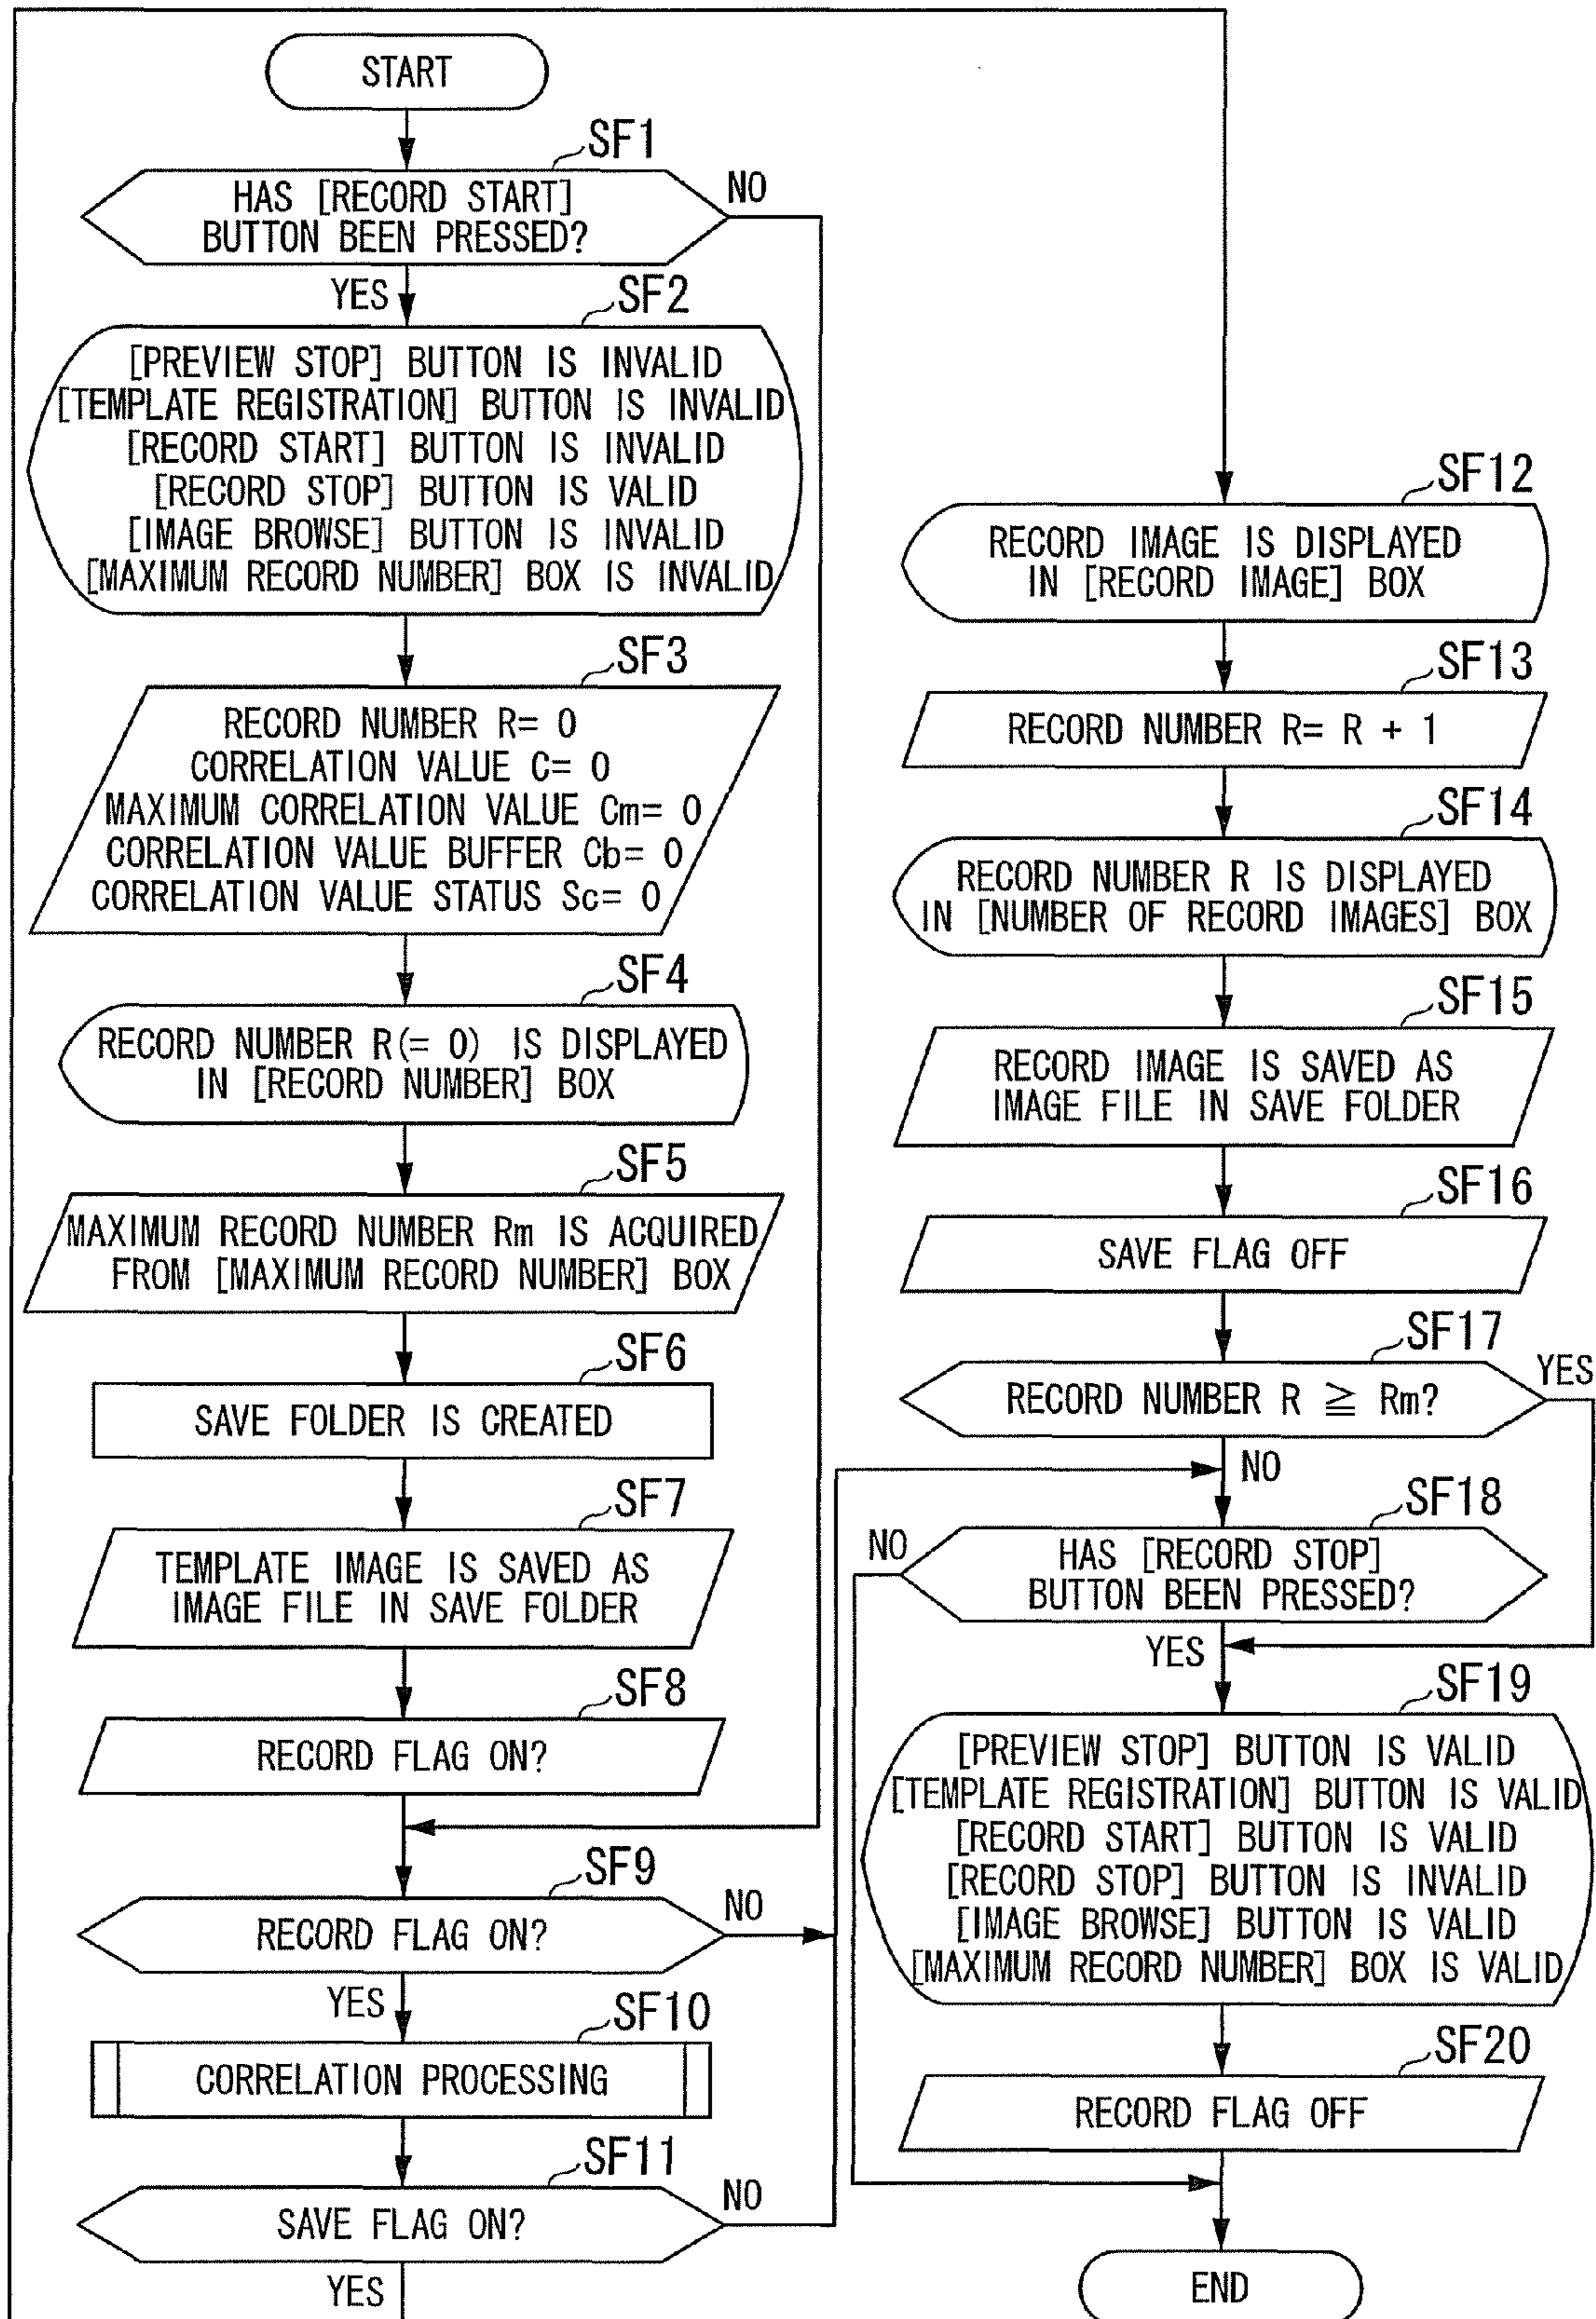 START
SF1
HAS [RECORD START]
BUTTON BEEN PRESSED?
NO
YES
SF2
[PREVIEW STOP] BUTTON IS INVALID
[TEMPLATE REGISTRATION] BUTTON IS INVALID
[RECORD START] BUTTON IS INVALID
[RECORD STOP] BUTTON IS VALID
[IMAGE BROWSE] BUTTON IS INVALID
[MAXIMUM RECORD NUMBER] BOX IS INVALID
SF3
RECORD NUMBER R= 0
CORRELATION VALUE C= 0
MAXIMUM CORRELATION VALUE Cm= 0
CORRELATION VALUE BUFFER Cb= 0
CORRELATION VALUE STATUS Sc= 0
SF4
RECORD NUMBER R(= 0) IS DISPLAYED
IN [RECORD NUMBER] BOX
SF5
MAXIMUM RECORD NUMBER Rm IS ACQUIRED
FROM [MAXIMUM RECORD NUMBER] BOX
SF6
SAVE FOLDER IS CREATED
SF7
TEMPLATE IMAGE IS SAVED AS
IMAGE FILE IN SAVE FOLDER
SF8
RECORD FLAG ON?
SF9
RECORD FLAG ON?
NO
YES
SF10
CORRELATION PROCESSING
SF11
SAVE FLAG ON?
NO
YES
SF12
RECORD IMAGE IS DISPLAYED
IN [RECORD IMAGE] BOX
SF13
RECORD NUMBER R= R + 1
SF14
RECORD NUMBER R IS DISPLAYED
IN [NUMBER OF RECORD IMAGES] BOX
SF15
RECORD IMAGE IS SAVED AS
IMAGE FILE IN SAVE FOLDER
SF16
SAVE FLAG OFF
SF17
RECORD NUMBER R ≧ Rm?
YES
NO
SF18
HAS [RECORD STOP]
BUTTON BEEN PRESSED?
NO
YES
SF19
[PREVIEW STOP] BUTTON IS VALID
[TEMPLATE REGISTRATION] BUTTON IS VALID
[RECORD START] BUTTON IS VALID
[RECORD STOP] BUTTON IS INVALID
[IMAGE BROWSE] BUTTON IS VALID
[MAXIMUM RECORD NUMBER] BOX IS VALID
SF20
RECORD FLAG OFF
END